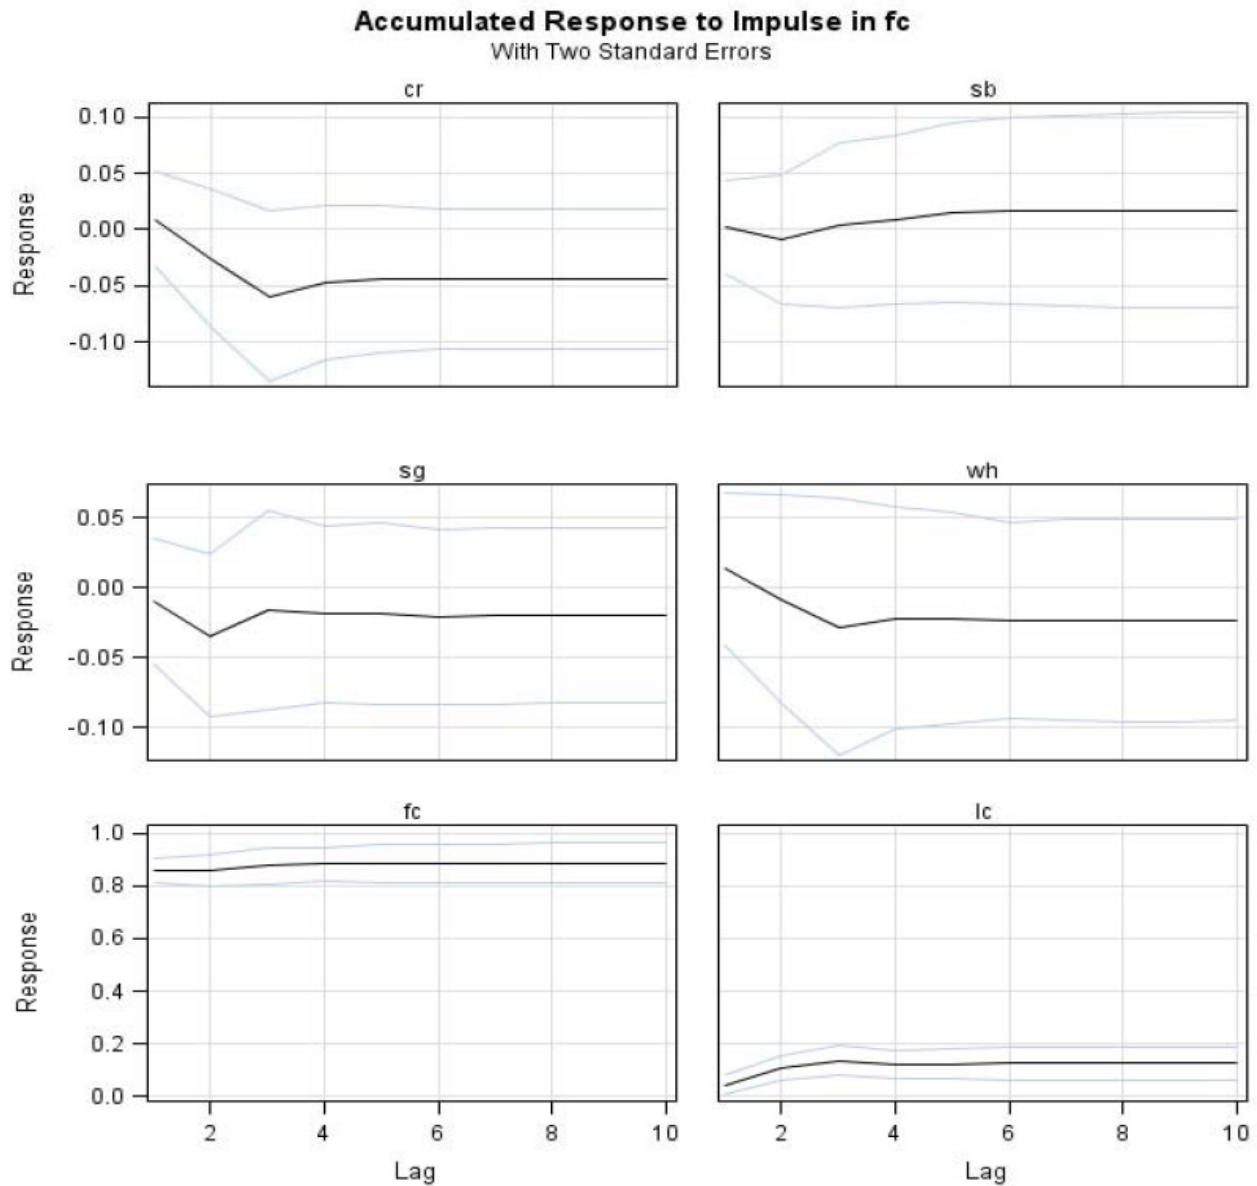 Accumulated Response to Impulse in fc
With Two Standard Errors
cr
sb
Response
0.10
0.05
0.00
-0.05
-0.10
sg
wh
Response
0.05
0.00
-0.05
-0.10
fc
lc
Response
1.0
0.8
0.6
0.4
0.2
0.0
2 4 6 8 10
2 4 6 8 10
Lag
Lag